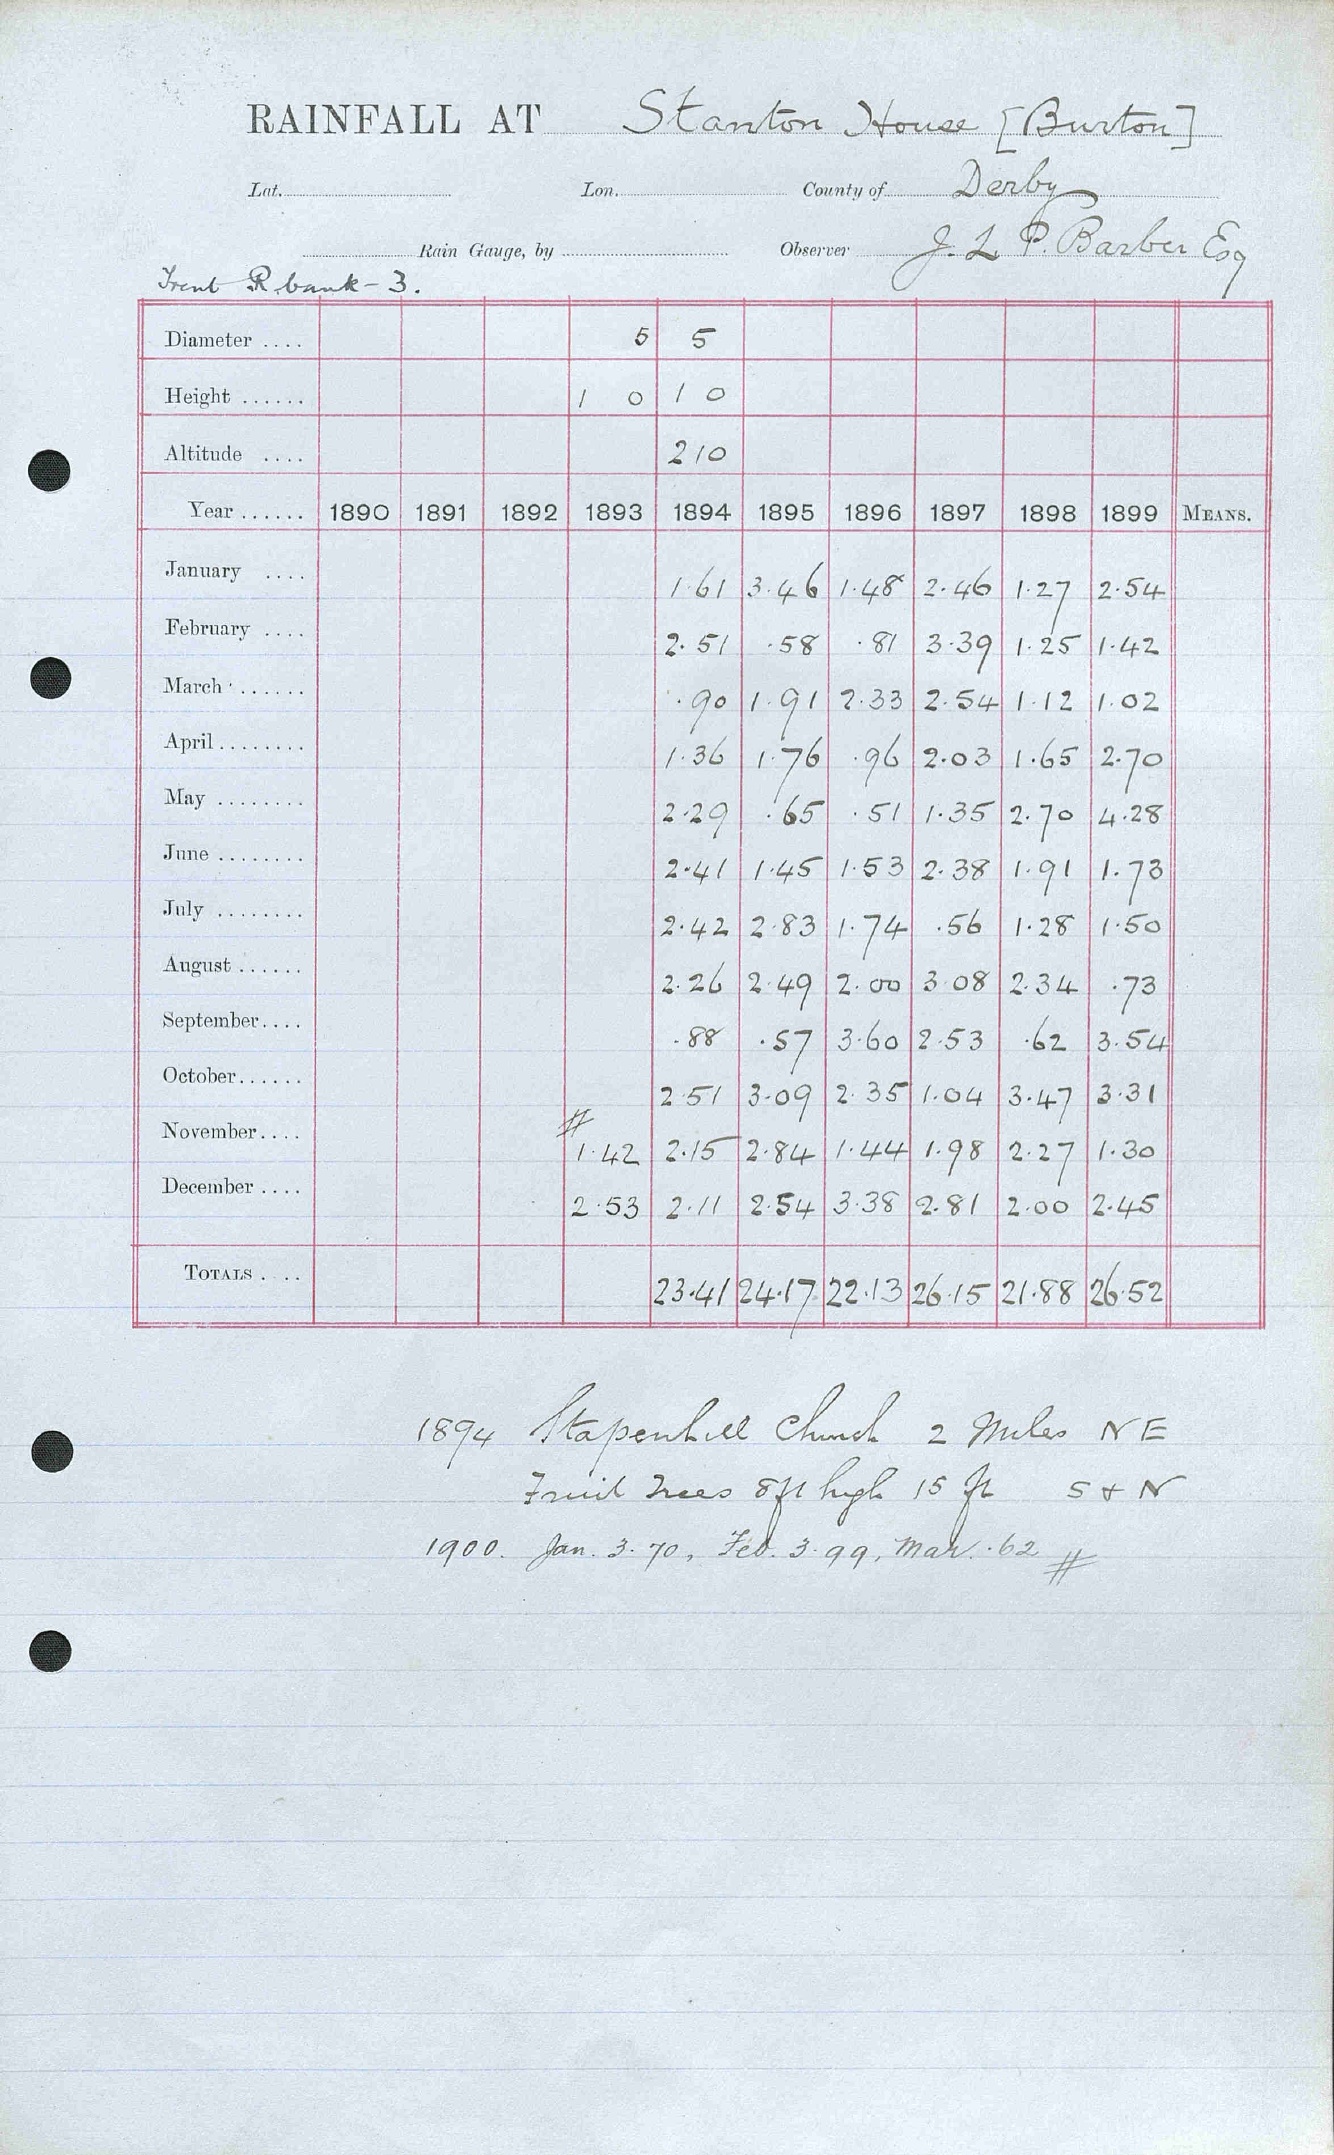 RAINFALL AT Stanton House [Burton]
Lat. Lon. County of Derby
Rain Gauge, by Observer J. L. P. Barber Esq
Trent R. bank - 3.
Diameter .... 5 5
Height ...... 1 0 1 0
Altitude .... 210
Year ...... 1890 1891 1892 1893 1894 1895 1896 1897 1898 1899 MEANS.
January .... 1.61 3.46 1.48 2.46 1.27 2.54
February .... 2.51 .58 .81 3.39 1.25 1.42
March ...... .90 1.91 2.33 2.54 1.12 1.02
April ........ 1.36 1.76 .96 2.03 1.65 2.70
May ........ 2.29 .65 .51 1.35 2.70 4.28
June ........ 2.41 1.45 1.53 2.38 1.91 1.73
July ........ 2.42 2.83 1.74 .56 1.28 1.50
August ...... 2.26 2.49 2.00 3.08 2.34 .73
September.... .88 .57 3.60 2.53 .62 3.54
October...... 2.51 3.09 2.35 1.04 3.47 3.31
November.... # 1.42 2.15 2.84 1.44 1.98 2.27 1.30
December .... 2.53 2.11 2.54 3.38 2.81 2.00 2.45
TOTALS .... 23.41 24.17 22.13 26.15 21.88 26.52
1894 Stapenhill Church 2 Miles NE
Fruit Trees 8ft high 15 ft S & N
1900. Jan. 3.70, Feb. 3.99, Mar. .62 #